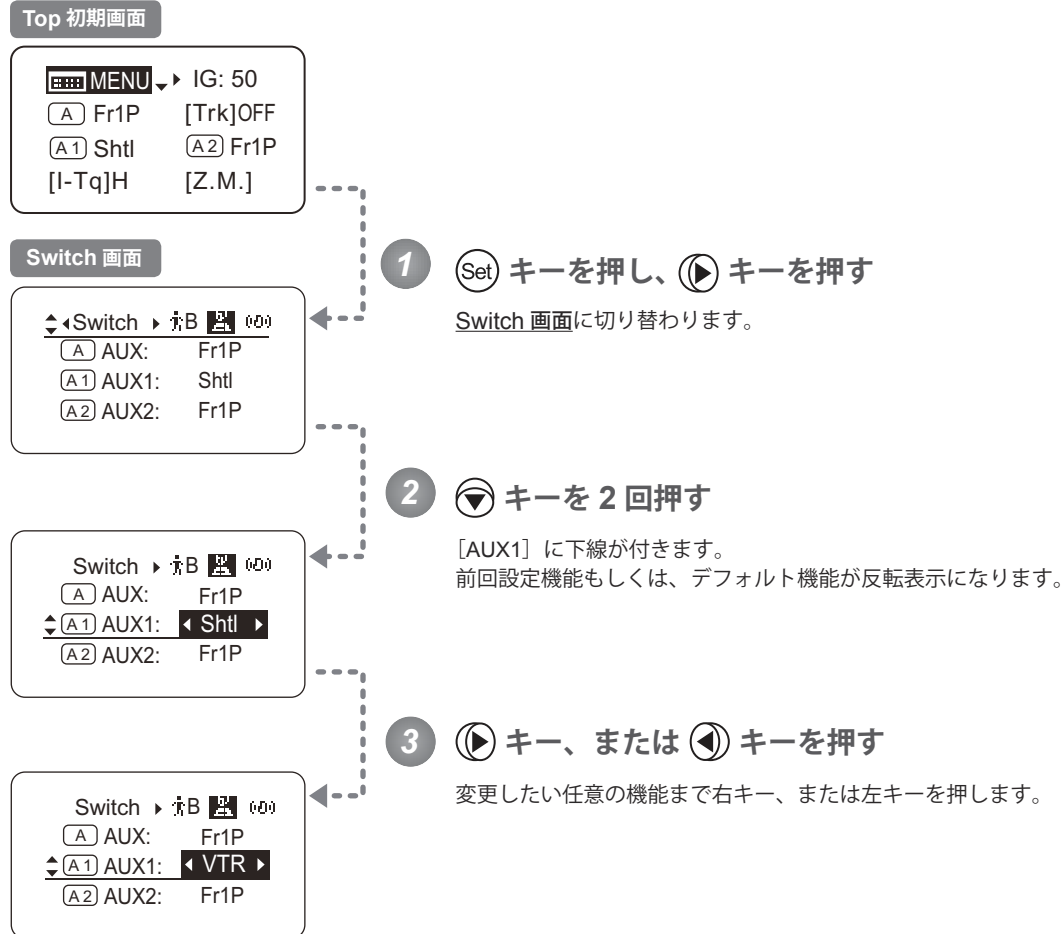 Top 初期画面
MENU IG: 50
A Fr1P [Trk]OFF
A1 Shtl A2 Fr1P
[I-Tq]H [Z.M.]
Switch 画面
Switch B
A AUX: Fr1P
A1 AUX1: Shtl
A2 AUX2: Fr1P
1 Set キーを押し、 キーを押す
Switch 画面に切り替わります。
2 キーを 2 回押す
［AUX1］に下線が付きます。
前回設定機能もしくは、デフォルト機能が反転表示になります。
Switch B
A AUX: Fr1P
A1 AUX1: Shtl
A2 AUX2: Fr1P
3 キー、または キーを押す
変更したい任意の機能まで右キー、または左キーを押します。
Switch B
A AUX: Fr1P
A1 AUX1: VTR
A2 AUX2: Fr1P